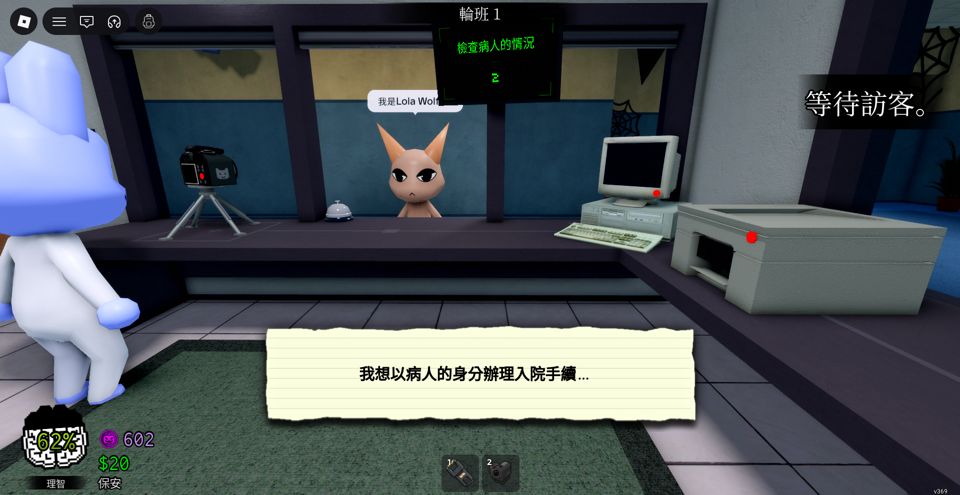 輪班 1
檢查病人的情況
2
等待訪客。
我是Lola Wolf
我想以病人的身分辦理入院手續...
62%
602
$20
理智
保安
1
2
v369